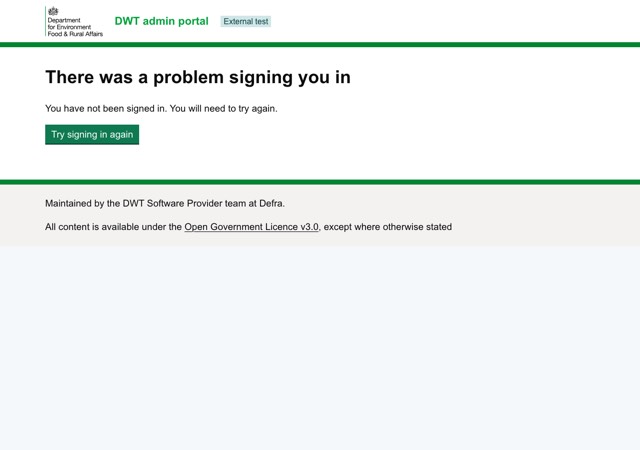 Department
for Environment
Food & Rural Affairs
DWT admin portal
External test
There was a problem signing you in
You have not been signed in. You will need to try again.
Try signing in again
Maintained by the DWT Software Provider team at Defra.
All content is available under the Open Government Licence v3.0, except where otherwise stated